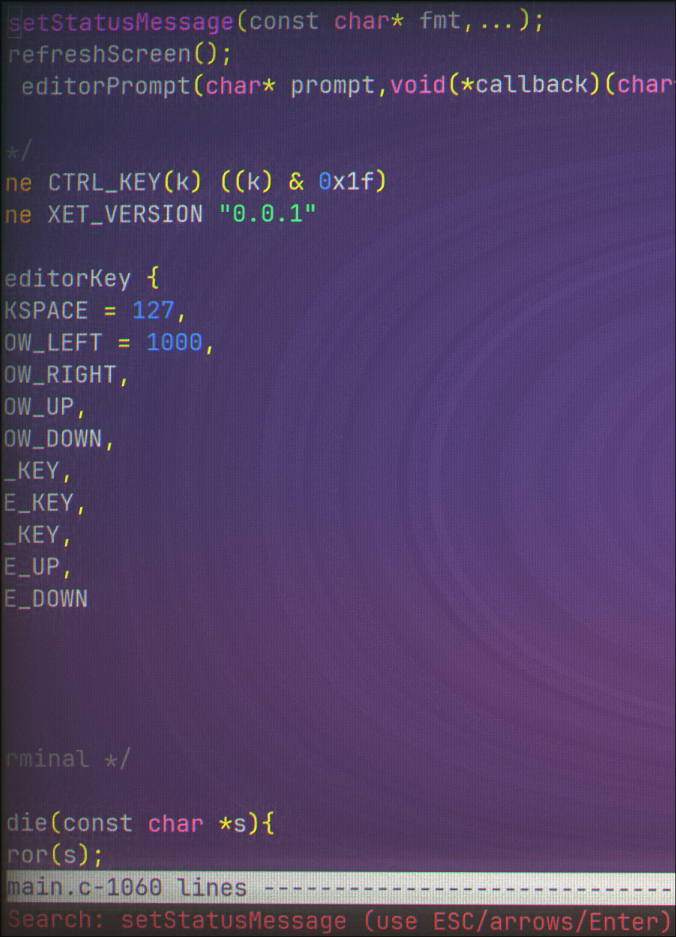 setStatusMessage(const char* fmt,...);
refreshScreen();
editorPrompt(char* prompt,void(*callback)(char
*/
ne CTRL_KEY(k) ((k) & 0x1f)
ne XET_VERSION "0.0.1"
editorKey {
KSPACE = 127,
OW_LEFT = 1000,
OW_RIGHT,
OW_UP,
OW_DOWN,
_KEY,
E_KEY,
_KEY,
E_UP,
E_DOWN
rminal */
die(const char *s){
ror(s);
main.c-1060 lines -----------------------------
Search: setStatusMessage (use ESC/arrows/Enter)